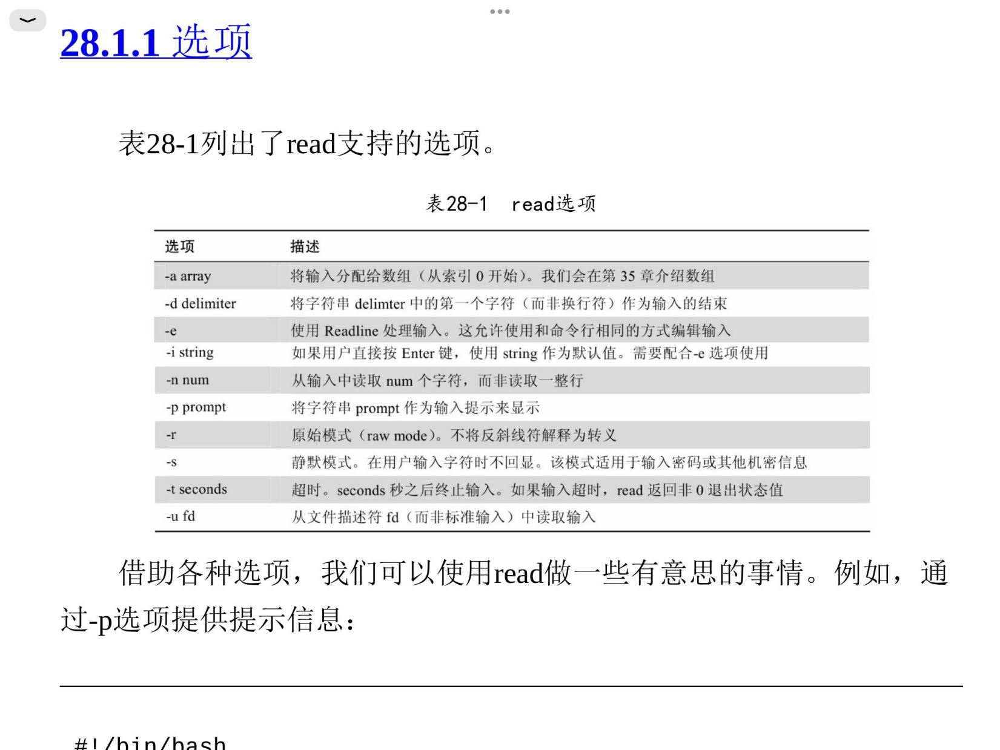 28.1.1 选项
表28-1列出了read支持的选项。
表28-1 read选项
选项 描述
-a array 将输入分配给数组（从索引 0 开始）。我们会在第 35 章介绍数组
-d delimiter 将字符串 delimter 中的第一个字符（而非换行符）作为输入的结束
-e 使用 Readline 处理输入。这允许使用和命令行相同的方式编辑输入
-i string 如果用户直接按 Enter 键，使用 string 作为默认值。需要配合-e 选项使用
-n num 从输入中读取 num 个字符，而非读取一整行
-p prompt 将字符串 prompt 作为输入提示来显示
-r 原始模式（raw mode）。不将反斜线符解释为转义
-s 静默模式。在用户输入字符时不回显。该模式适用于输入密码或其他机密信息
-t seconds 超时。seconds 秒之后终止输入。如果输入超时，read 返回非 0 退出状态值
-u fd 从文件描述符 fd（而非标准输入）中读取输入
借助各种选项，我们可以使用read做一些有意思的事情。例如，通
过-p选项提供提示信息：
#!/bin/bash